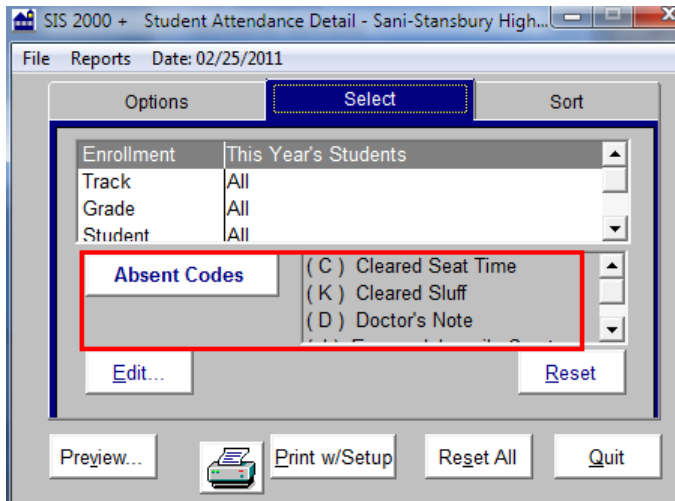 SIS 2000 + Student Attendance Detail - Sani-Stansbury High...
File Reports Date: 02/25/2011
Options Select Sort
Enrollment This Year's Students
Track All
Grade All
Student All
Absent Codes
( C ) Cleared Seat Time
( K ) Cleared Sluff
( D ) Doctor's Note
Edit... Reset
Preview... Print w/Setup Reset All Quit